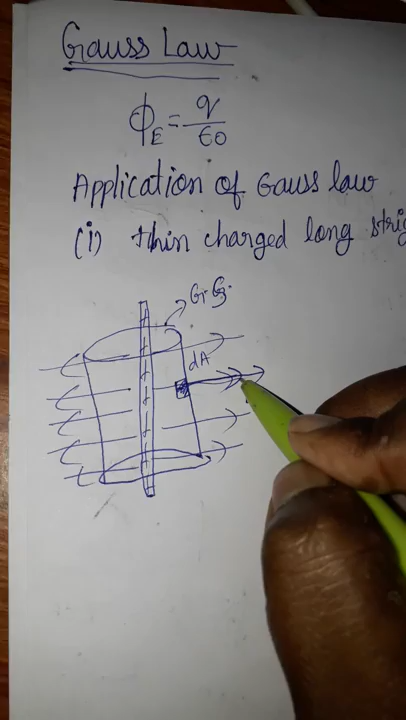 Gauss Law
ϕE = q/ϵ0
Application of Gauss law
(i) thin charged long
G.S.
dA